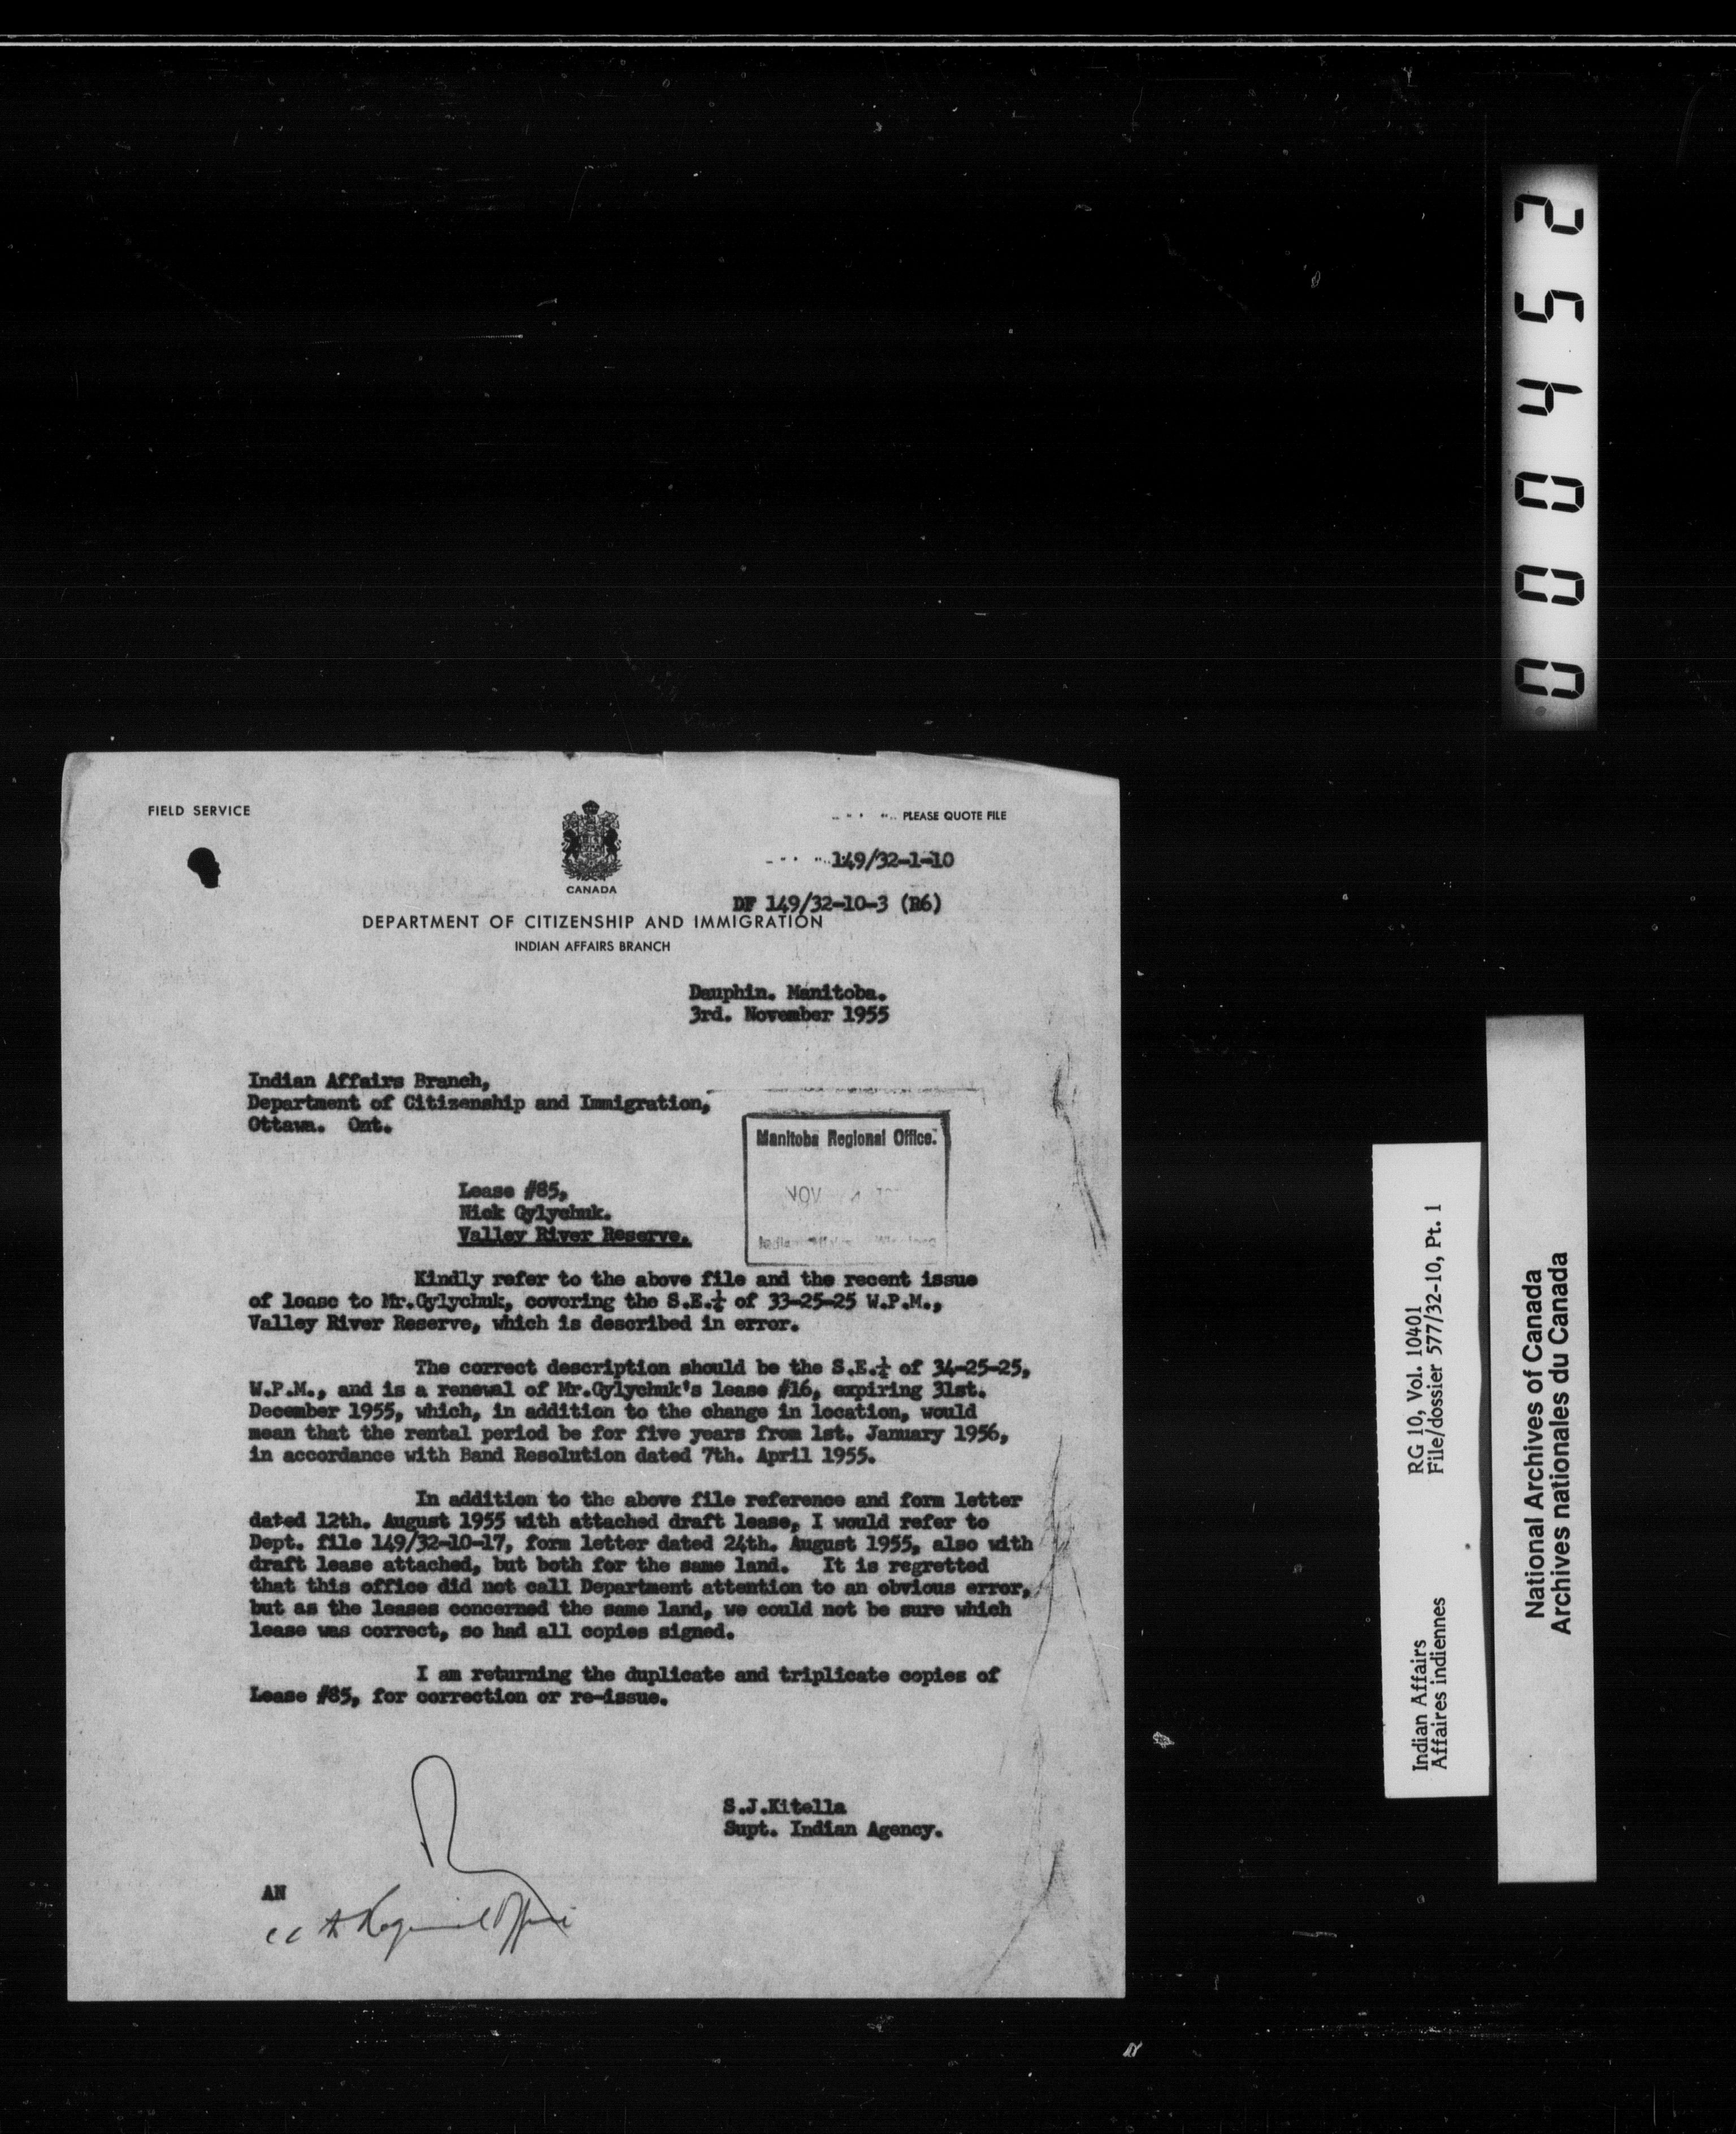 FIELD SERVICE
CANADA
PLEASE QUOTE FILE
149/32-1-10
DF 149/32-10-3 (R6)
DEPARTMENT OF CITIZENSHIP AND IMMIGRATION
INDIAN AFFAIRS BRANCH
Dauphin. Manitoba.
3rd. November 1955
Indian Affairs Branch,
Department of Citizenship and Immigration,
Ottawa. Ont.
Manitoba Regional Office.
NOV
Lease #85,
Nick Gylychuk.
Valley River Reserve.
Kindly refer to the above file and the recent issue
of lease to Mr.Gylychuk, covering the S.E.¼ of 33-25-25 W.P.M.,
Valley River Reserve, which is described in error.
The correct description should be the S.E.¼ of 34-25-25,
W.P.M., and is a renewal of Mr.Gylychuk's lease #16, expiring 31st.
December 1955, which, in addition to the change in location, would
mean that the rental period be for five years from 1st. January 1956,
in accordance with Band Resolution dated 7th. April 1955.
In addition to the above file reference and form letter
dated 12th. August 1955 with attached draft lease, I would refer to
Dept. file 149/32-10-17, form letter dated 24th. August 1955, also with
draft lease attached, but both for the same land. It is regretted
that this office did not call Department attention to an obvious error,
but as the leases concerned the same land, we could not be sure which
lease was correct, so had all copies signed.
I am returning the duplicate and triplicate copies of
Lease #85, for correction or re-issue.
S.J.Kitella
Supt. Indian Agency.
AN
cc to Regional Office
000452
Indian Affairs RG 10, Vol. 10401
Affaires indiennes File/dossier 577/32-10, Pt. 1
National Archives of Canada
Archives nationales du Canada